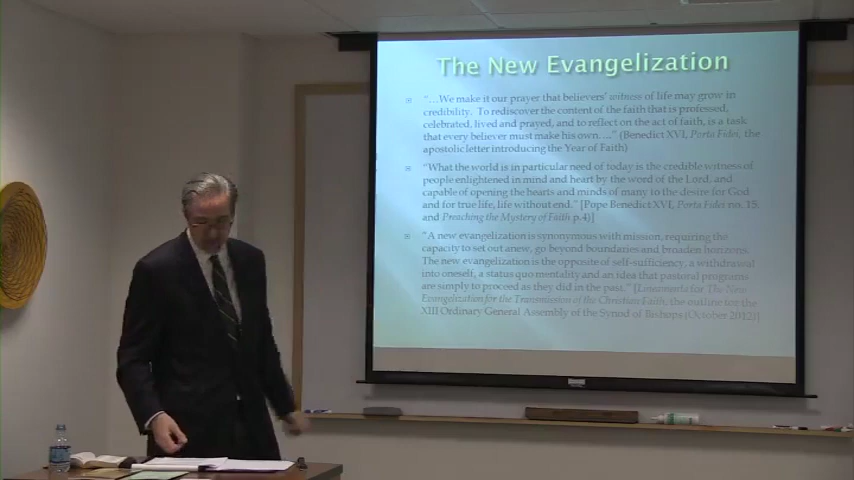 The New Evangelization
"…We make it our prayer that believers' witness of life may grow in
credibility. To rediscover the content of the faith that is professed,
celebrated, lived and prayed, and to reflect on the act of faith, is a task
that every believer must make his own…." (Benedict XVI, Porta Fidei, the
apostolic letter introducing the Year of Faith)
"What the world is in particular need of today is the credible witness of
people enlightened in mind and heart by the word of the Lord, and
capable of opening the hearts and minds of many to the desire for God
and for true life, life without end." [Pope Benedict XVI, Porta Fidei no. 15,
and Preaching the Mystery of Faith p.4)]
"A new evangelization is synonymous with mission, requiring the
capacity to set out anew, go beyond boundaries and broaden horizons.
The new evangelization is the opposite of self-sufficiency, a withdrawal
into oneself, a status quo mentality and an idea that pastoral programs
are simply to proceed as they did in the past." [Lineamenta for The New
Evangelization for the Transmission of the Christian Faith, the outline for the
XIII Ordinary General Assembly of the Synod of Bishops (October 2012)]